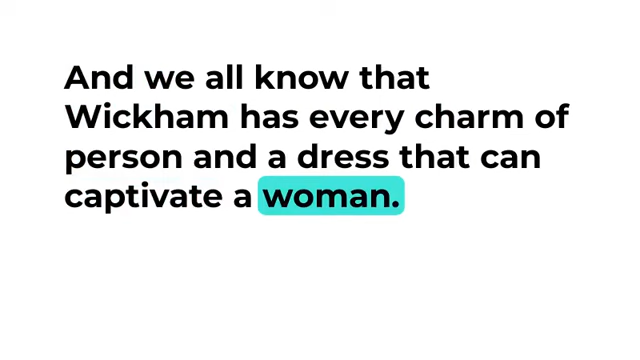 And we all know that
Wickham has every charm of
person and a dress that can
captivate a woman.